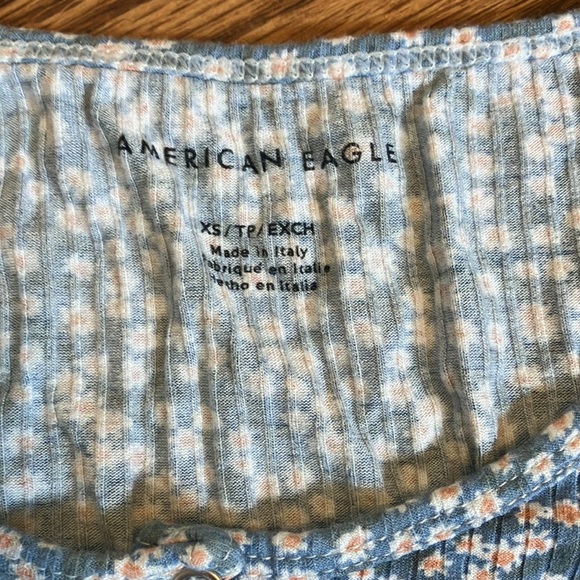 AMERICAN EAGLE
XS/TP/EXCH
Made in Italy
Fabriqué en Italie
Hecho en Italia